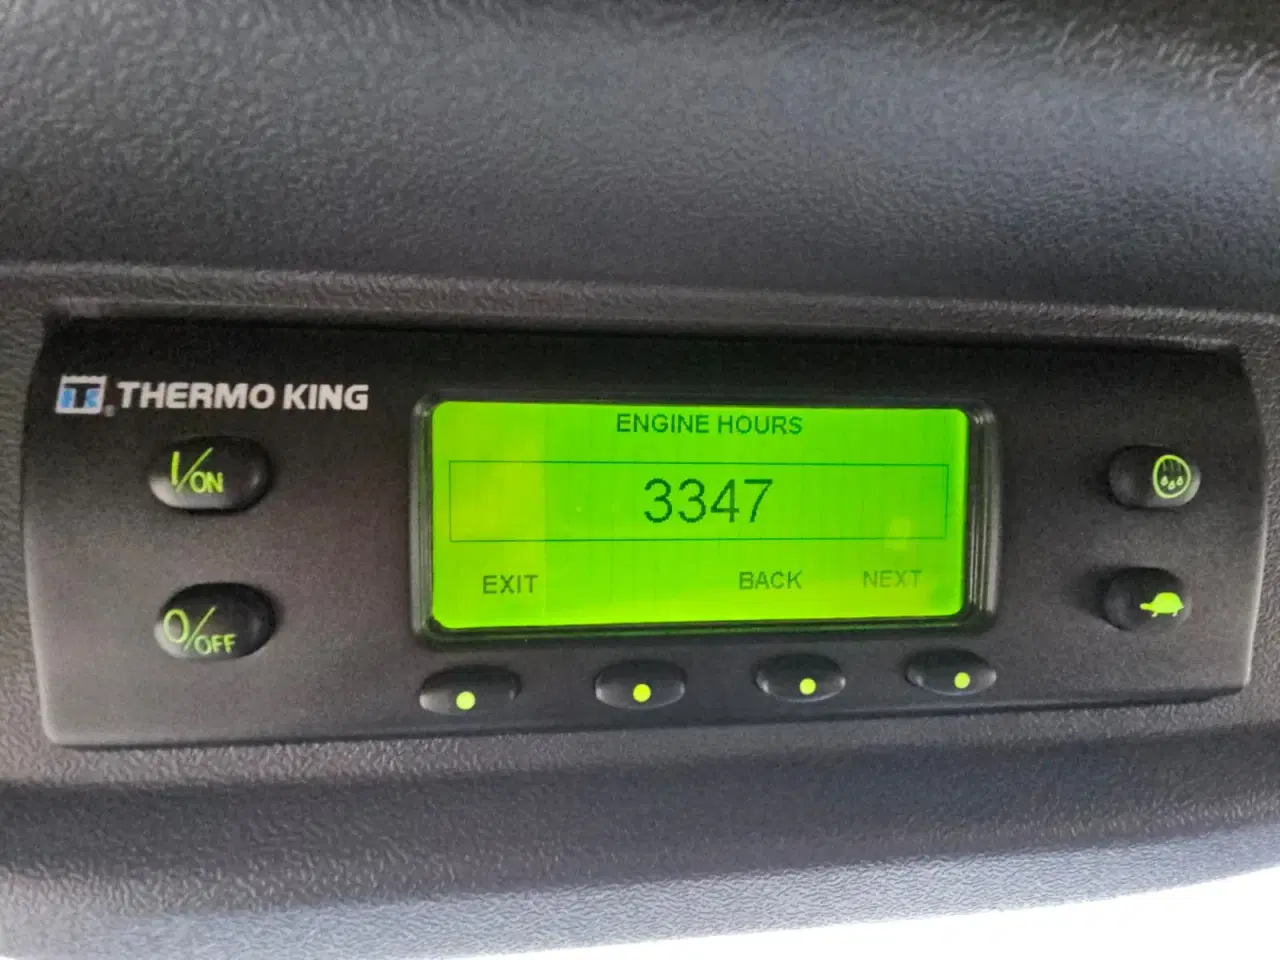 THERMO KING
I/ON
O/OFF
ENGINE HOURS
3347
EXIT BACK NEXT